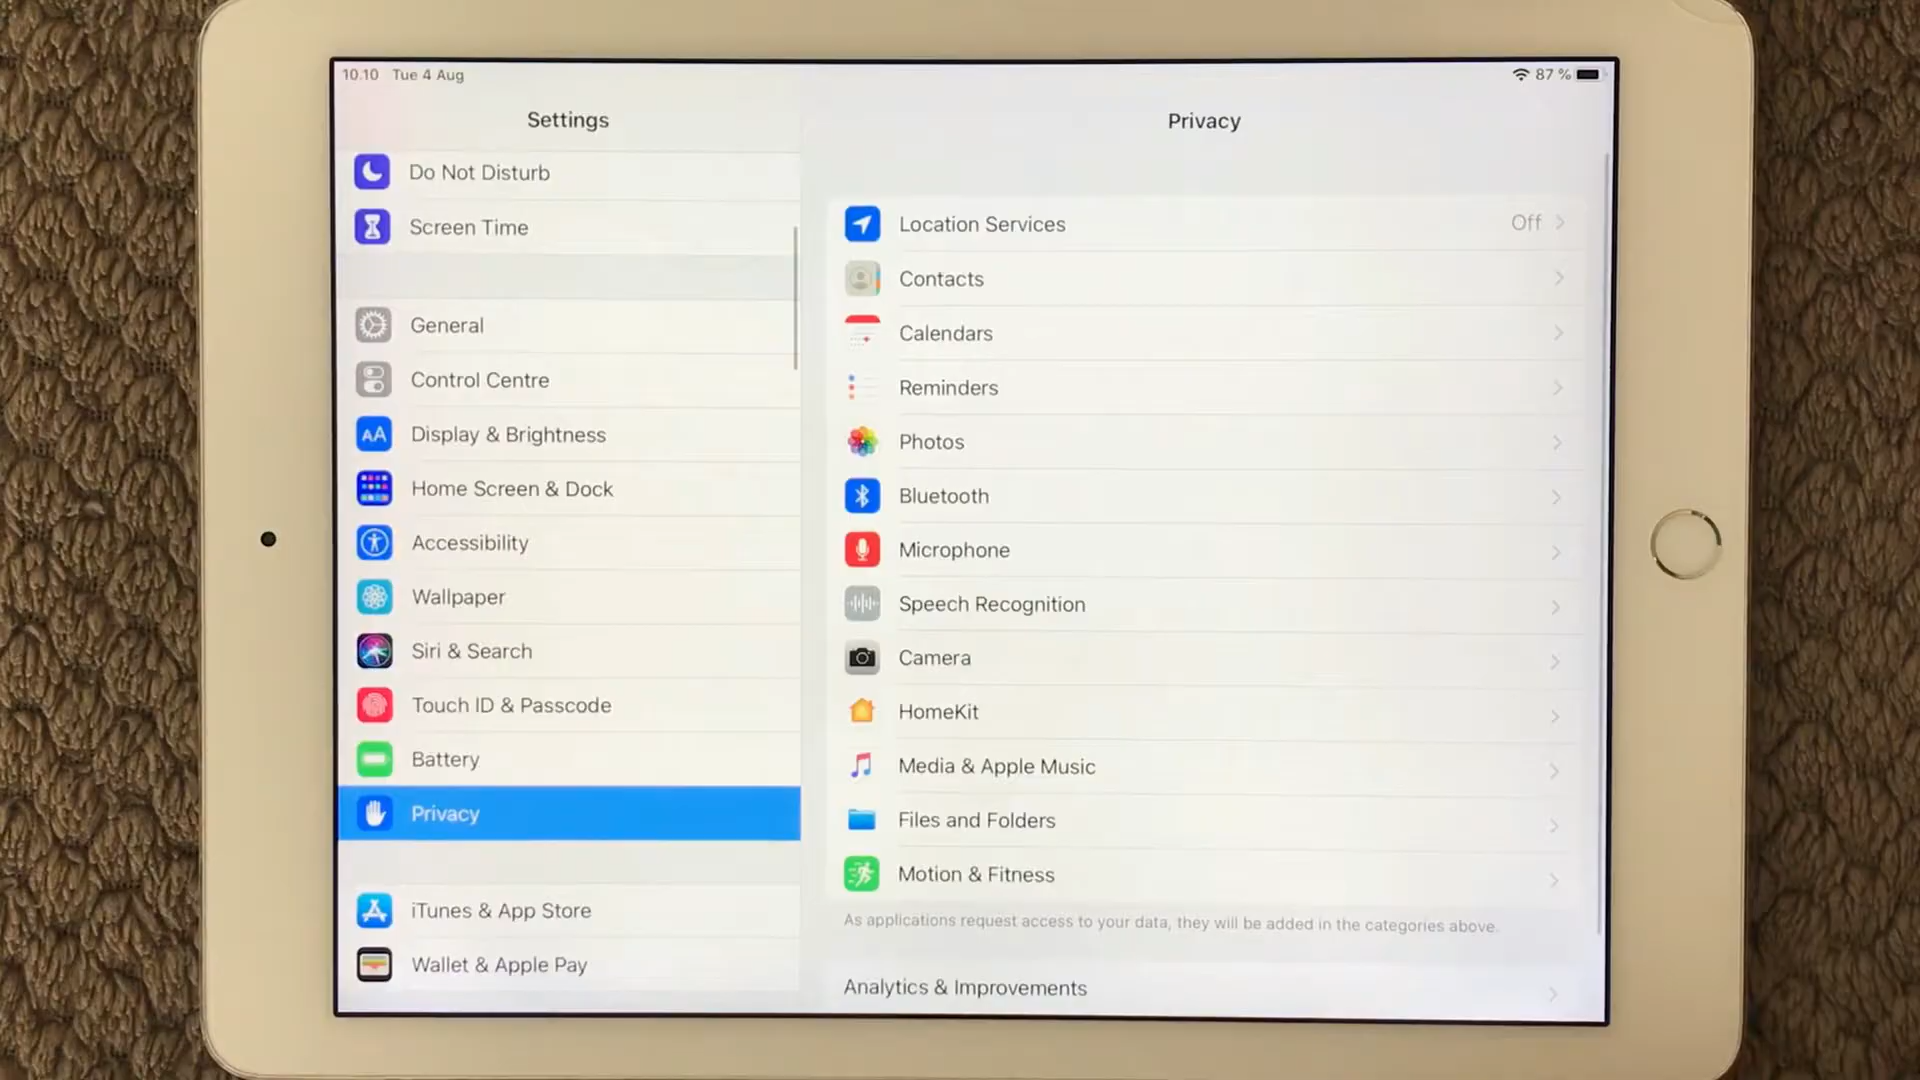 10.10 Tue 4 Aug
87 %
Settings
Do Not Disturb
Screen Time
General
Control Centre
AA Display & Brightness
Home Screen & Dock
Accessibility
Wallpaper
Siri & Search
Touch ID & Passcode
Battery
Privacy
iTunes & App Store
Wallet & Apple Pay
Privacy
Location Services Off
Contacts
Calendars
Reminders
Photos
Bluetooth
Microphone
Speech Recognition
Camera
HomeKit
Media & Apple Music
Files and Folders
Motion & Fitness
As applications request access to your data, they will be added in the categories above.
Analytics & Improvements